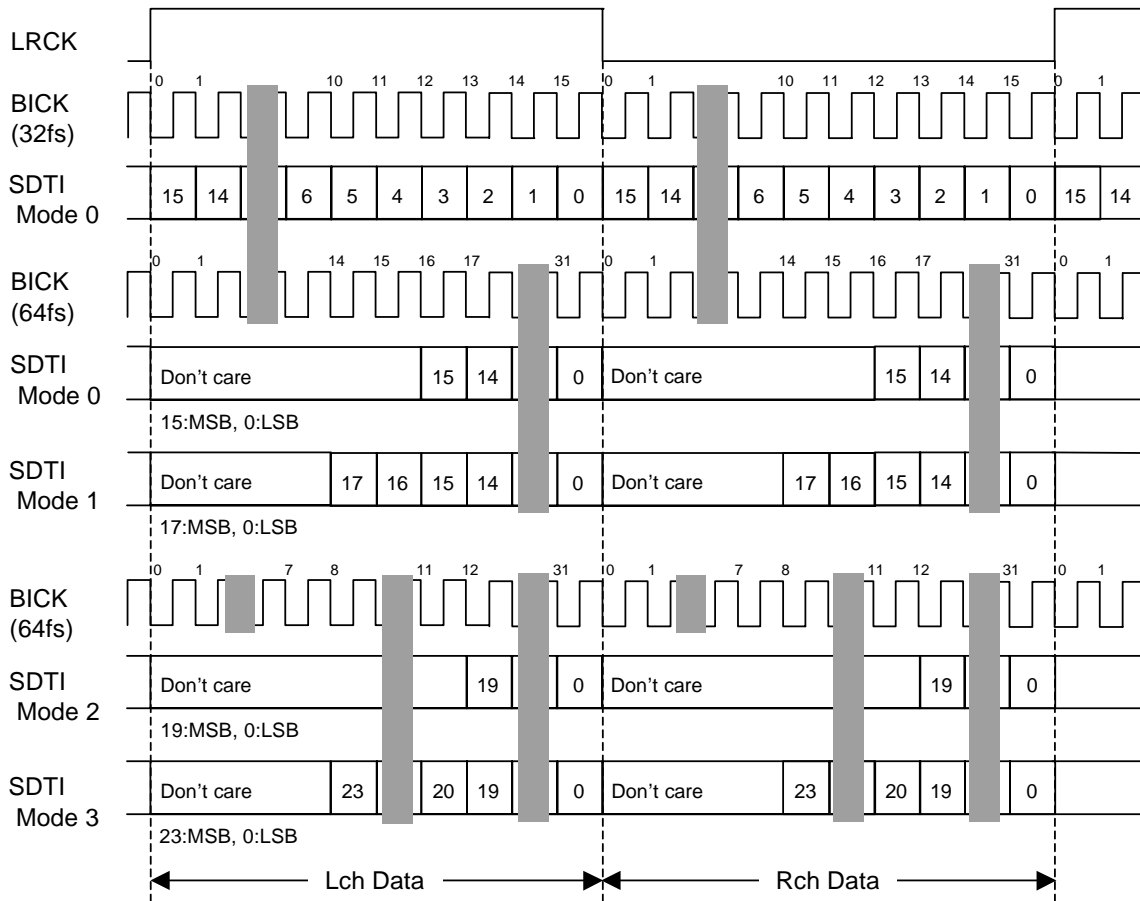 LRCK
0 1 10 11 12 13 14 15 0 1 10 11 12 13 14 15 0 1
BICK
(32fs)
SDTI
Mode 0
15 14 6 5 4 3 2 1 0 15 14 6 5 4 3 2 1 0 15 14
0 1 14 15 16 17 31 0 1 14 15 16 17 31 0 1
BICK
(64fs)
SDTI
Mode 0
Don't care 15 14 0 Don't care 15 14 0
15:MSB, 0:LSB
SDTI
Mode 1
Don't care 17 16 15 14 0 Don't care 17 16 15 14 0
17:MSB, 0:LSB
0 1 7 8 11 12 31 0 1 7 8 11 12 31 0 1
BICK
(64fs)
SDTI
Mode 2
Don't care 19 0 Don't care 19 0
19:MSB, 0:LSB
SDTI
Mode 3
Don't care 23 20 19 0 Don't care 23 20 19 0
23:MSB, 0:LSB
Lch Data Rch Data